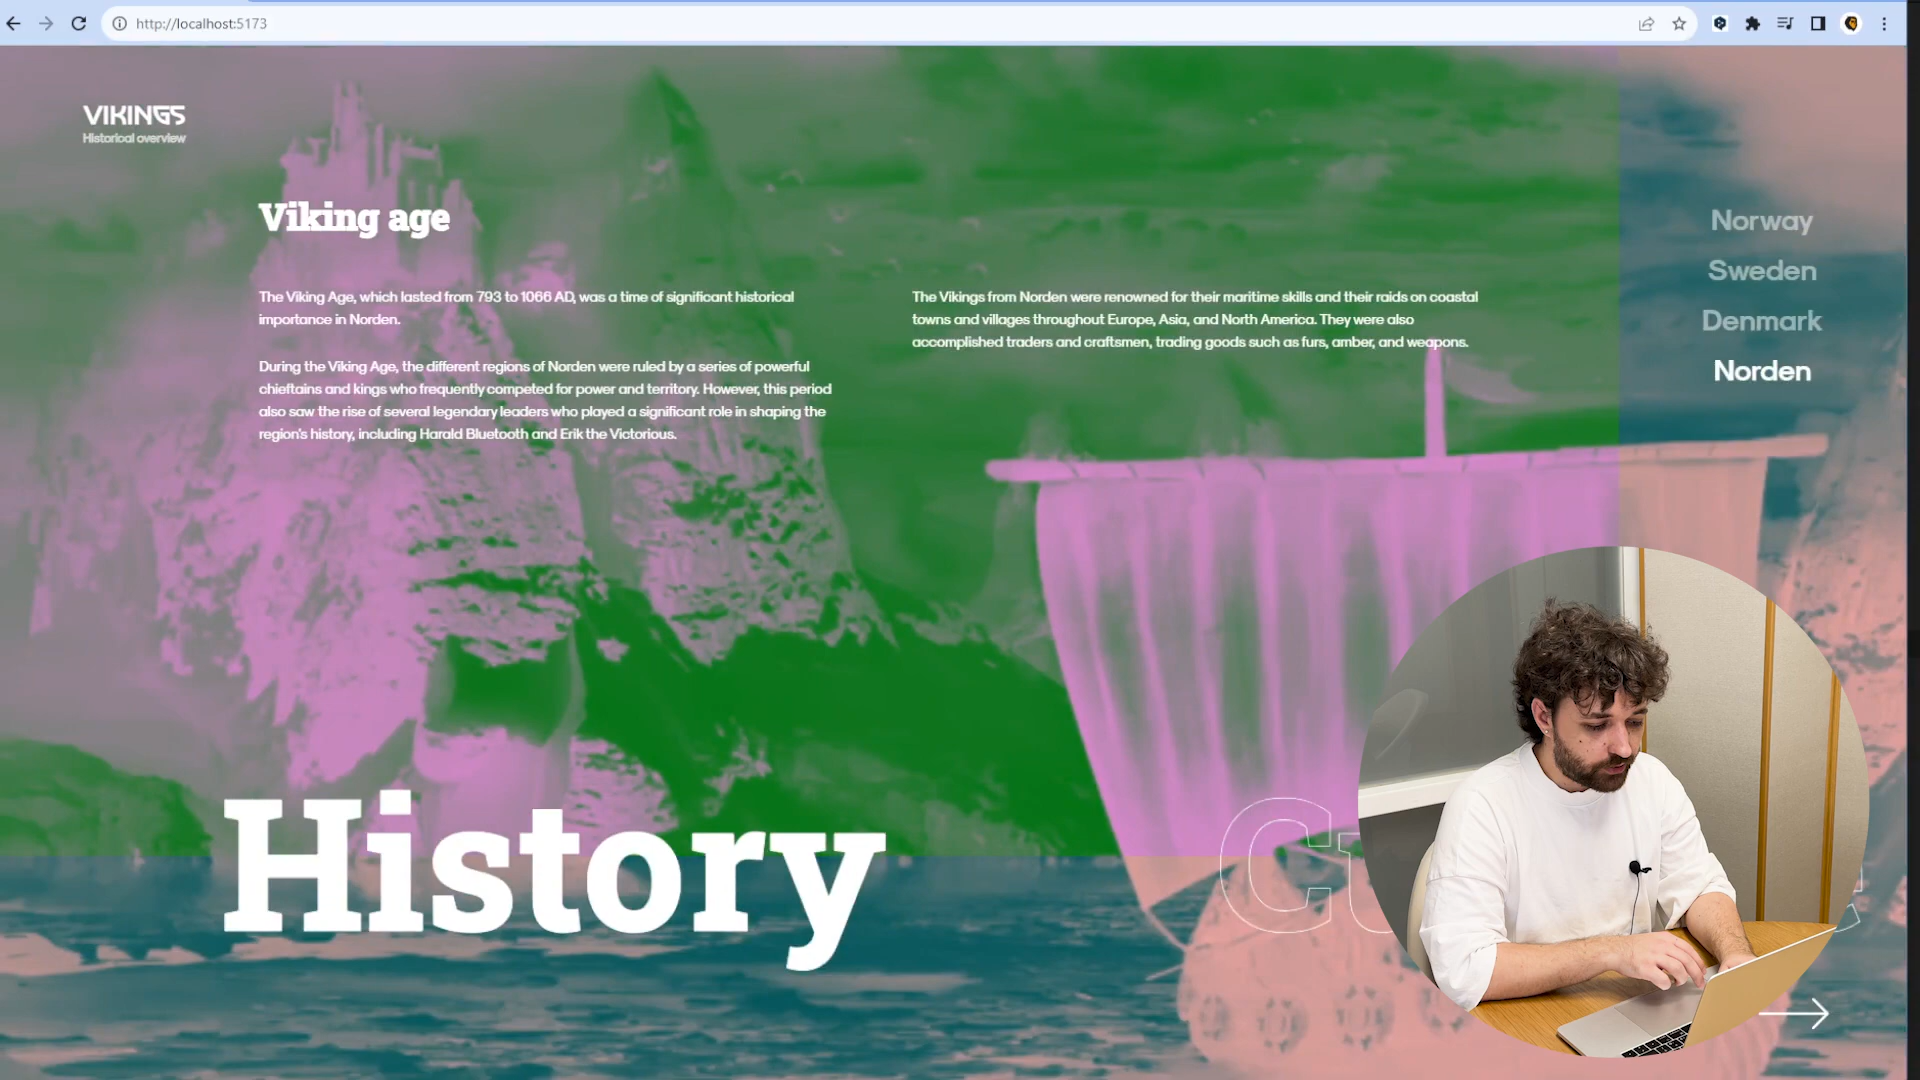 http://localhost:5173
VIKINGS
Historical overview
Viking age
The Viking Age, which lasted from 793 to 1066 AD, was a time of significant historical
importance in Norden.
During the Viking Age, the different regions of Norden were ruled by a series of powerful
chieftains and kings who frequently competed for power and territory. However, this period
also saw the rise of several legendary leaders who played a significant role in shaping the
region's history, including Harald Bluetooth and Erik the Victorious.
The Vikings from Norden were renowned for their maritime skills and their raids on coastal
towns and villages throughout Europe, Asia, and North America. They were also
accomplished traders and craftsmen, trading goods such as furs, amber, and weapons.
Norway
Sweden
Denmark
Norden
History